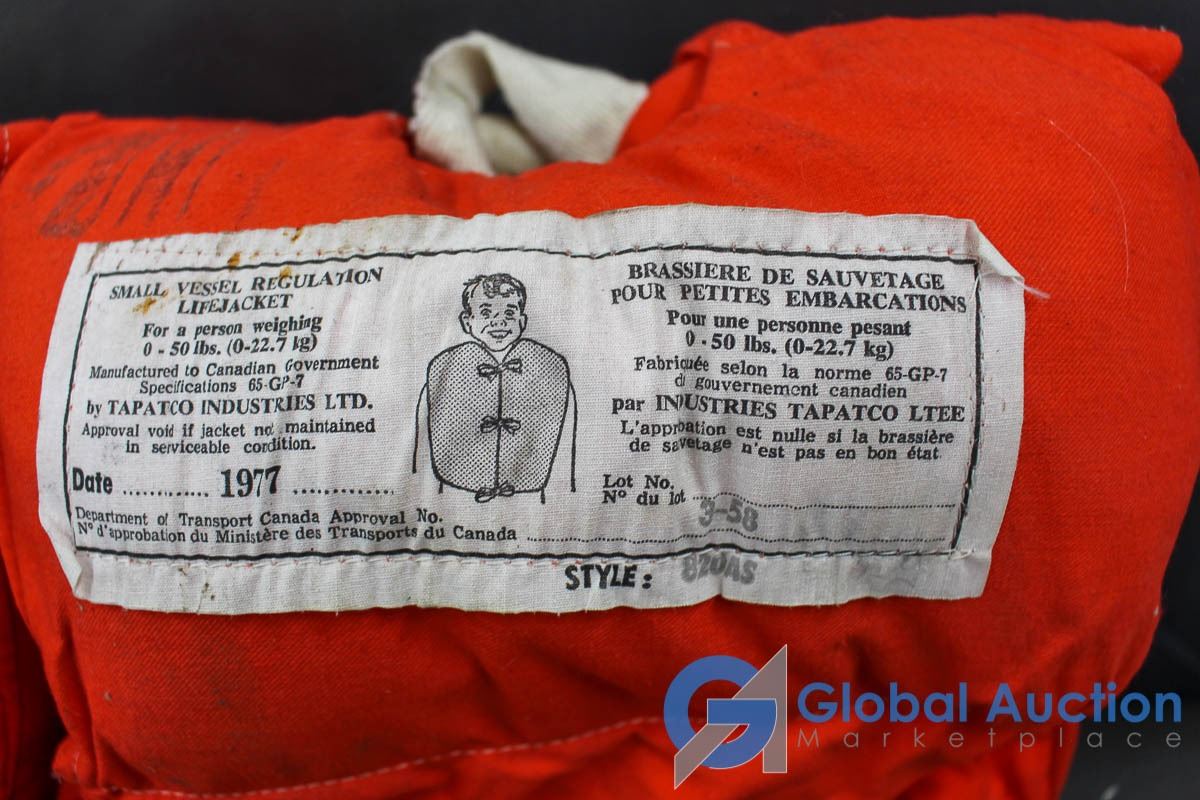 SMALL VESSEL REGULATION
LIFEJACKET
For a person weighing
0 - 50 lbs. (0-22.7 kg)
Manufactured to Canadian Government
Specifications 65-GP-7
by TAPATCO INDUSTRIES LTD.
Approval void if jacket not maintained
in serviceable condition.
Date ............ 1977 ..............
Department of Transport Canada Approval No.
N° d'approbation du Ministère des Transports du Canada
BRASSIERE DE SAUVETAGE
POUR PETITES EMBARCATIONS
Pour une personne pesant
0 - 50 lbs. (0-22.7 kg)
Fabriquée selon la norme 65-GP-7
du gouvernement canadien
par INDUSTRIES TAPATCO LTEE
L'approbation est nulle si la brassière
de sauvetage n'est pas en bon état
Lot No.
N° du lot
3-58
STYLE: 820AS
Global Auction
Marketplace